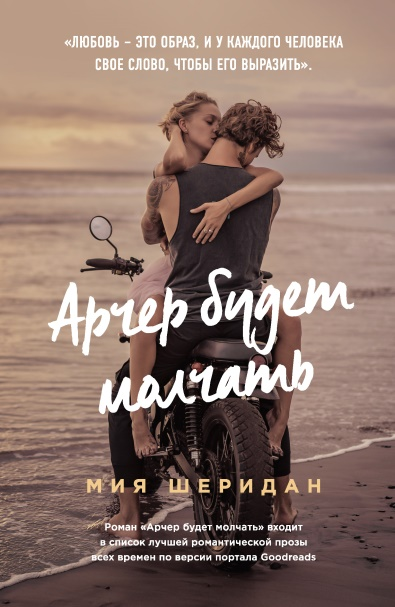 «ЛЮБОВЬ – ЭТО ОБРАЗ, И У КАЖДОГО ЧЕЛОВЕКА
СВОЕ СЛОВО, ЧТОБЫ ЕГО ВЫРАЗИТЬ».
Арчер будет
молчать
МИЯ ШЕРИДАН
Роман «Арчер будет молчать» входит
в список лучшей романтической прозы
всех времен по версии портала Goodreads